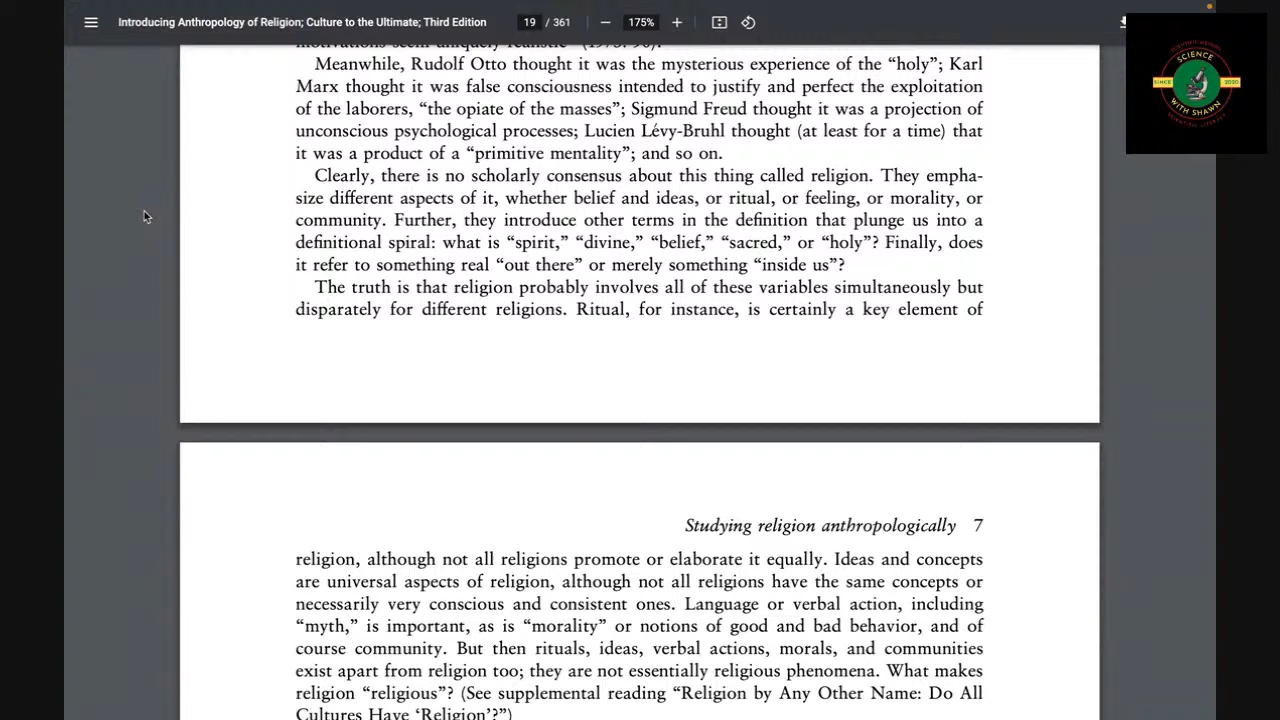 Introducing Anthropology of Religion; Culture to the Ultimate; Third Edition
19 / 361
175%
motivations seem uniquely realistic" (1973: 90).
Meanwhile, Rudolf Otto thought it was the mysterious experience of the “holy”; Karl
Marx thought it was false consciousness intended to justify and perfect the exploitation
of the laborers, “the opiate of the masses”; Sigmund Freud thought it was a projection of
unconscious psychological processes; Lucien Lévy-Bruhl thought (at least for a time) that
it was a product of a “primitive mentality”; and so on.
Clearly, there is no scholarly consensus about this thing called religion. They empha-
size different aspects of it, whether belief and ideas, or ritual, or feeling, or morality, or
community. Further, they introduce other terms in the definition that plunge us into a
definitional spiral: what is “spirit,” “divine,” “belief,” “sacred,” or “holy”? Finally, does
it refer to something real “out there” or merely something “inside us”?
The truth is that religion probably involves all of these variables simultaneously but
disparately for different religions. Ritual, for instance, is certainly a key element of
Studying religion anthropologically 7
religion, although not all religions promote or elaborate it equally. Ideas and concepts
are universal aspects of religion, although not all religions have the same concepts or
necessarily very conscious and consistent ones. Language or verbal action, including
“myth,” is important, as is “morality” or notions of good and bad behavior, and of
course community. But then rituals, ideas, verbal actions, morals, and communities
exist apart from religion too; they are not essentially religious phenomena. What makes
religion “religious”? (See supplemental reading “Religion by Any Other Name: Do All
Cultures Have ‘Religion’?”)
SCIENCE
SINCE
2020
WITH SHAWN